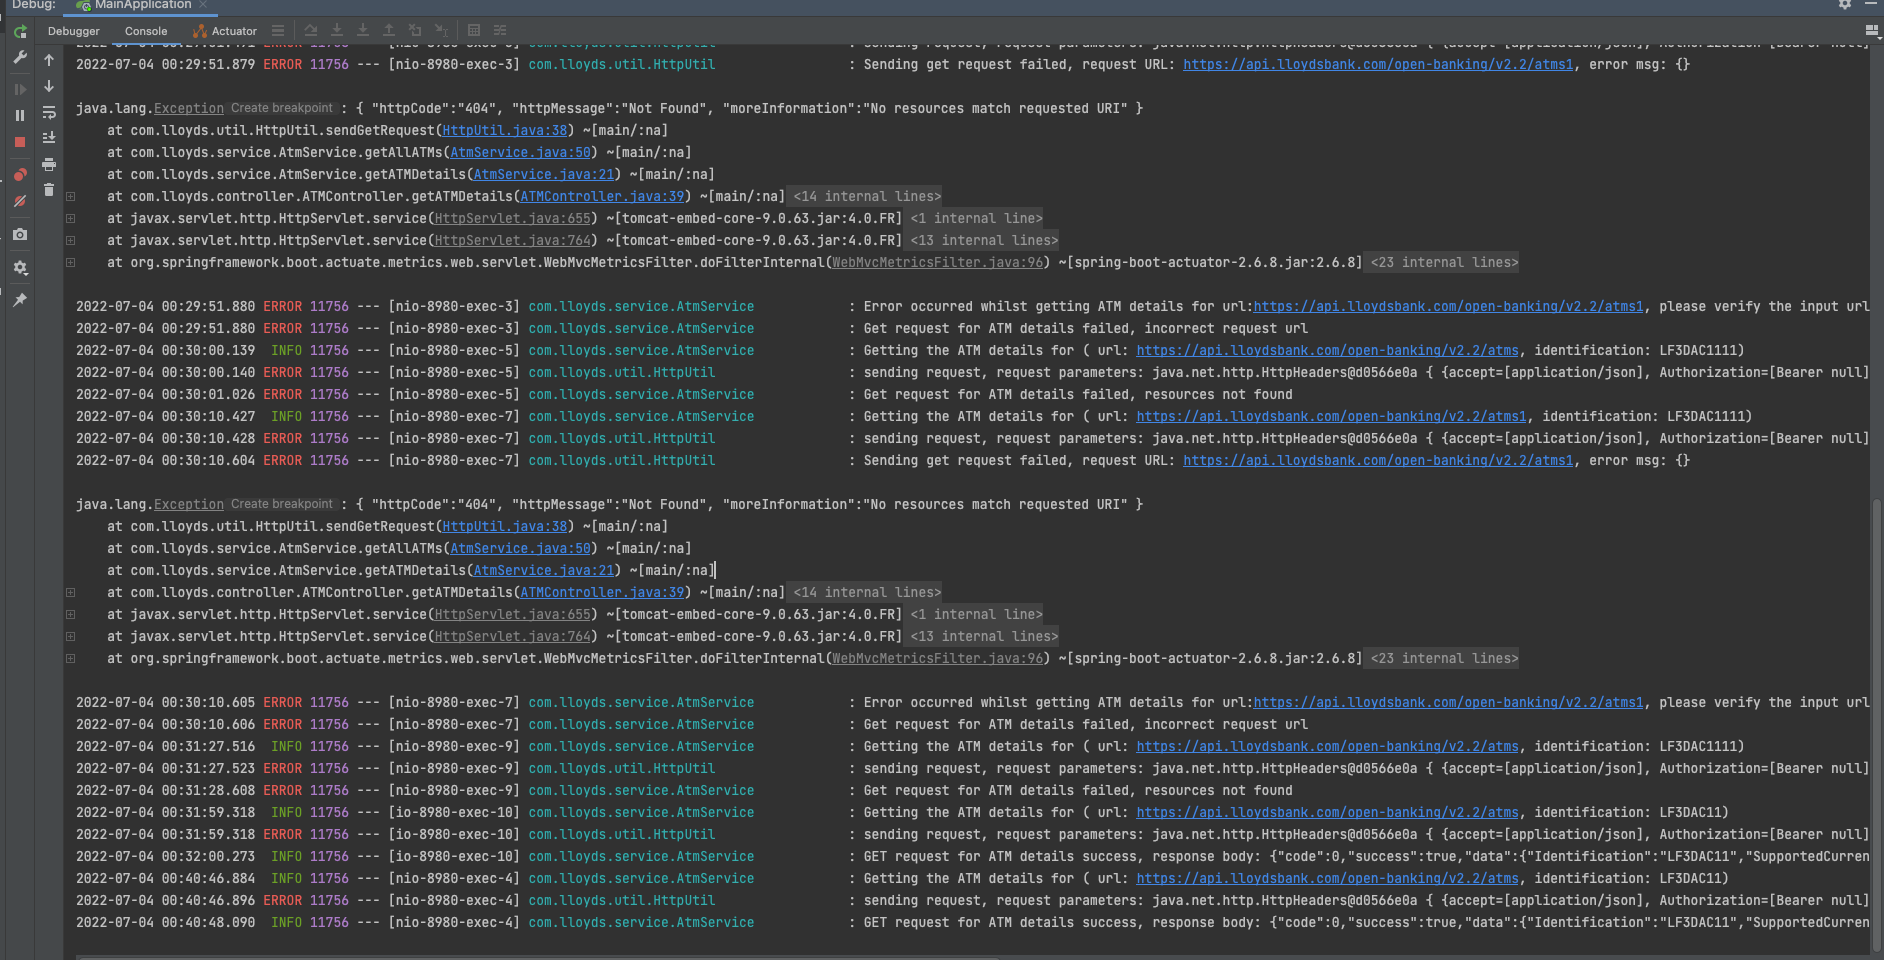 Debug: MainApplication
Debugger Console Actuator
2022-07-04 00:29:51.879 ERROR 11756 --- [nio-8980-exec-3] com.lloyds.util.HttpUtil : Sending get request failed, request URL: https://api.lloydsbank.com/open-banking/v2.2/atms1, error msg: {}
java.lang.Exception Create breakpoint : { "httpCode":"404", "httpMessage":"Not Found", "moreInformation":"No resources match requested URI" }
at com.lloyds.util.HttpUtil.sendGetRequest(HttpUtil.java:38) ~[main/:na]
at com.lloyds.service.AtmService.getAllATMs(AtmService.java:50) ~[main/:na]
at com.lloyds.service.AtmService.getATMDetails(AtmService.java:21) ~[main/:na]
at com.lloyds.controller.ATMController.getATMDetails(ATMController.java:39) ~[main/:na] <14 internal lines>
at javax.servlet.http.HttpServlet.service(HttpServlet.java:655) ~[tomcat-embed-core-9.0.63.jar:4.0.FR] <1 internal line>
at javax.servlet.http.HttpServlet.service(HttpServlet.java:764) ~[tomcat-embed-core-9.0.63.jar:4.0.FR] <13 internal lines>
at org.springframework.boot.actuate.metrics.web.servlet.WebMvcMetricsFilter.doFilterInternal(WebMvcMetricsFilter.java:96) ~[spring-boot-actuator-2.6.8.jar:2.6.8] <23 internal lines>
2022-07-04 00:29:51.880 ERROR 11756 --- [nio-8980-exec-3] com.lloyds.service.AtmService : Error occurred whilst getting ATM details for url:https://api.lloydsbank.com/open-banking/v2.2/atms1, please verify the input url
2022-07-04 00:29:51.880 ERROR 11756 --- [nio-8980-exec-3] com.lloyds.service.AtmService : Get request for ATM details failed, incorrect request url
2022-07-04 00:30:00.139 INFO 11756 --- [nio-8980-exec-5] com.lloyds.service.AtmService : Getting the ATM details for ( url: https://api.lloydsbank.com/open-banking/v2.2/atms, identification: LF3DAC1111)
2022-07-04 00:30:00.140 ERROR 11756 --- [nio-8980-exec-5] com.lloyds.util.HttpUtil : sending request, request parameters: java.net.http.HttpHeaders@d0566e0a { {accept=[application/json], Authorization=[Bearer null]
2022-07-04 00:30:01.026 ERROR 11756 --- [nio-8980-exec-5] com.lloyds.service.AtmService : Get request for ATM details failed, resources not found
2022-07-04 00:30:10.427 INFO 11756 --- [nio-8980-exec-7] com.lloyds.service.AtmService : Getting the ATM details for ( url: https://api.lloydsbank.com/open-banking/v2.2/atms1, identification: LF3DAC1111)
2022-07-04 00:30:10.428 ERROR 11756 --- [nio-8980-exec-7] com.lloyds.util.HttpUtil : sending request, request parameters: java.net.http.HttpHeaders@d0566e0a { {accept=[application/json], Authorization=[Bearer null]
2022-07-04 00:30:10.604 ERROR 11756 --- [nio-8980-exec-7] com.lloyds.util.HttpUtil : Sending get request failed, request URL: https://api.lloydsbank.com/open-banking/v2.2/atms1, error msg: {}
java.lang.Exception Create breakpoint : { "httpCode":"404", "httpMessage":"Not Found", "moreInformation":"No resources match requested URI" }
at com.lloyds.util.HttpUtil.sendGetRequest(HttpUtil.java:38) ~[main/:na]
at com.lloyds.service.AtmService.getAllATMs(AtmService.java:50) ~[main/:na]
at com.lloyds.service.AtmService.getATMDetails(AtmService.java:21) ~[main/:na]
at com.lloyds.controller.ATMController.getATMDetails(ATMController.java:39) ~[main/:na] <14 internal lines>
at javax.servlet.http.HttpServlet.service(HttpServlet.java:655) ~[tomcat-embed-core-9.0.63.jar:4.0.FR] <1 internal line>
at javax.servlet.http.HttpServlet.service(HttpServlet.java:764) ~[tomcat-embed-core-9.0.63.jar:4.0.FR] <13 internal lines>
at org.springframework.boot.actuate.metrics.web.servlet.WebMvcMetricsFilter.doFilterInternal(WebMvcMetricsFilter.java:96) ~[spring-boot-actuator-2.6.8.jar:2.6.8] <23 internal lines>
2022-07-04 00:30:10.605 ERROR 11756 --- [nio-8980-exec-7] com.lloyds.service.AtmService : Error occurred whilst getting ATM details for url:https://api.lloydsbank.com/open-banking/v2.2/atms1, please verify the input url
2022-07-04 00:30:10.606 ERROR 11756 --- [nio-8980-exec-7] com.lloyds.service.AtmService : Get request for ATM details failed, incorrect request url
2022-07-04 00:31:27.516 INFO 11756 --- [nio-8980-exec-9] com.lloyds.service.AtmService : Getting the ATM details for ( url: https://api.lloydsbank.com/open-banking/v2.2/atms, identification: LF3DAC1111)
2022-07-04 00:31:27.523 ERROR 11756 --- [nio-8980-exec-9] com.lloyds.util.HttpUtil : sending request, request parameters: java.net.http.HttpHeaders@d0566e0a { {accept=[application/json], Authorization=[Bearer null]
2022-07-04 00:31:28.608 ERROR 11756 --- [nio-8980-exec-9] com.lloyds.service.AtmService : Get request for ATM details failed, resources not found
2022-07-04 00:31:59.318 INFO 11756 --- [io-8980-exec-10] com.lloyds.service.AtmService : Getting the ATM details for ( url: https://api.lloydsbank.com/open-banking/v2.2/atms, identification: LF3DAC11)
2022-07-04 00:31:59.318 ERROR 11756 --- [io-8980-exec-10] com.lloyds.util.HttpUtil : sending request, request parameters: java.net.http.HttpHeaders@d0566e0a { {accept=[application/json], Authorization=[Bearer null]
2022-07-04 00:32:00.273 INFO 11756 --- [io-8980-exec-10] com.lloyds.service.AtmService : GET request for ATM details success, response body: {"code":0,"success":true,"data":{"Identification":"LF3DAC11","SupportedCurren
2022-07-04 00:40:46.884 INFO 11756 --- [nio-8980-exec-4] com.lloyds.service.AtmService : Getting the ATM details for ( url: https://api.lloydsbank.com/open-banking/v2.2/atms, identification: LF3DAC11)
2022-07-04 00:40:46.896 ERROR 11756 --- [nio-8980-exec-4] com.lloyds.util.HttpUtil : sending request, request parameters: java.net.http.HttpHeaders@d0566e0a { {accept=[application/json], Authorization=[Bearer null]
2022-07-04 00:40:48.090 INFO 11756 --- [nio-8980-exec-4] com.lloyds.service.AtmService : GET request for ATM details success, response body: {"code":0,"success":true,"data":{"Identification":"LF3DAC11","SupportedCurren